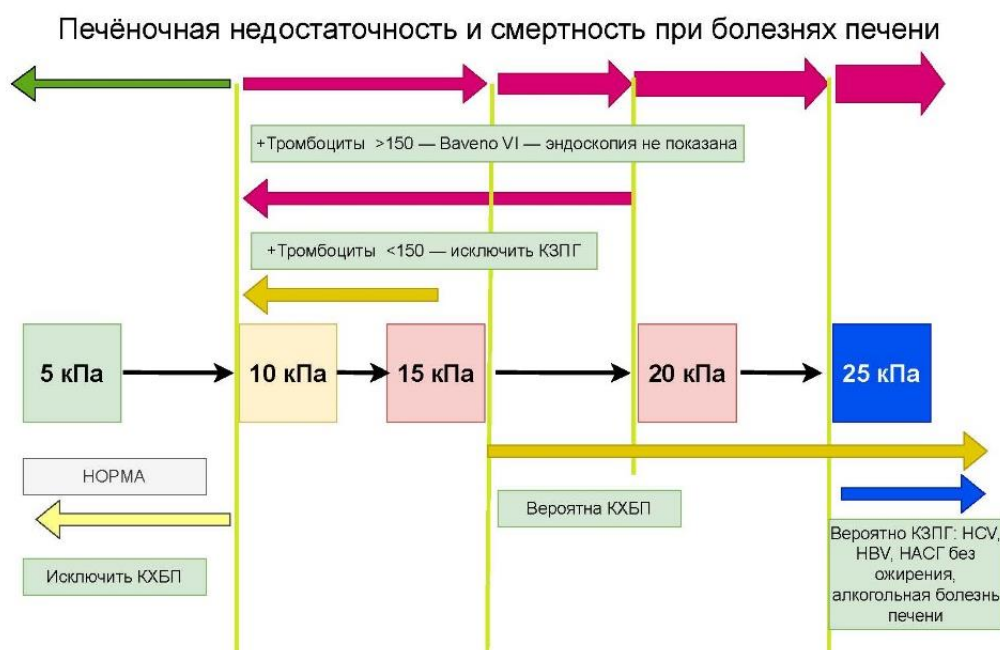 Печёночная недостаточность и смертность при болезнях печени
+Тромбоциты >150 — Baveno VI — эндоскопия не показана
+Тромбоциты <150 — исключить КЗПГ
5 кПа
10 кПа
15 кПа
20 кПа
25 кПа
НОРМА
Исключить КХБП
Вероятна КХБП
Вероятно КЗПГ: HCV,
HBV, НАСГ без
ожирения,
алкогольная болезнь
печени